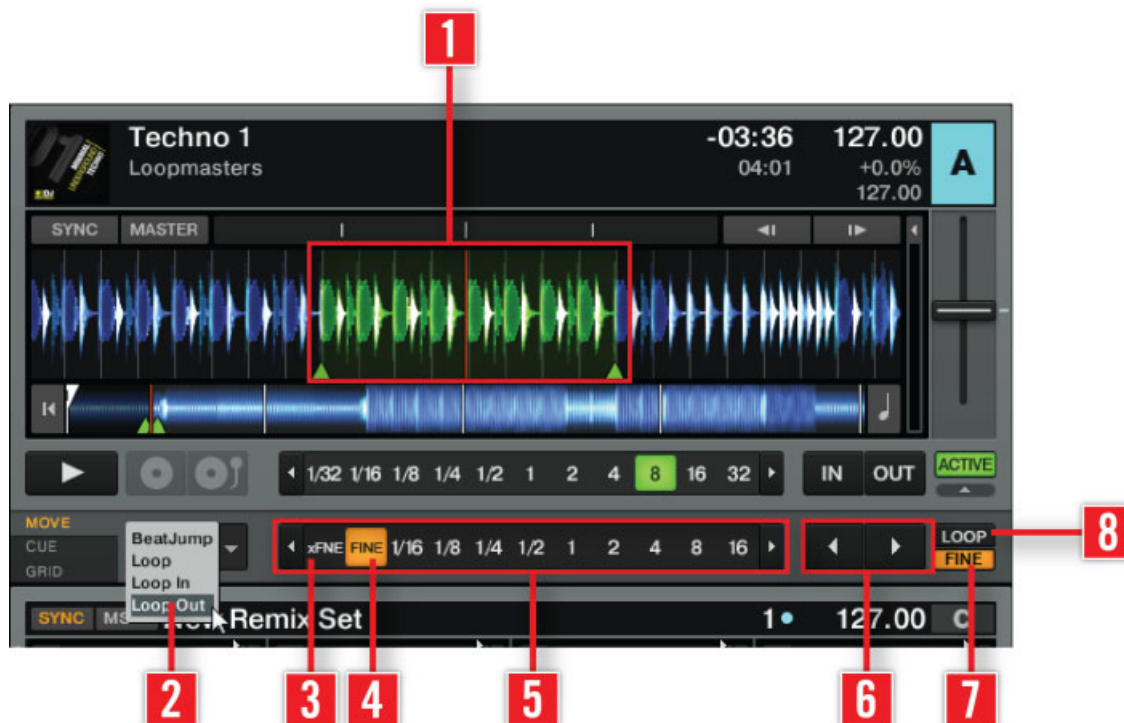 1
Techno 1
-03:36
127.00
Loopmasters
04:01
+0.0%
127.00
A
SYNC MASTER
1/32 1/16 1/8 1/4 1/2 1 2 4 8 16 32
IN OUT ACTIVE
MOVE
CUE
GRID
BeatJump
Loop
Loop In
Loop Out
xFNE FINE 1/16 1/8 1/4 1/2 1 2 4 8 16
LOOP
FINE
8
SYNC
Remix Set
1
127.00
C
2 3 4 5 6 7